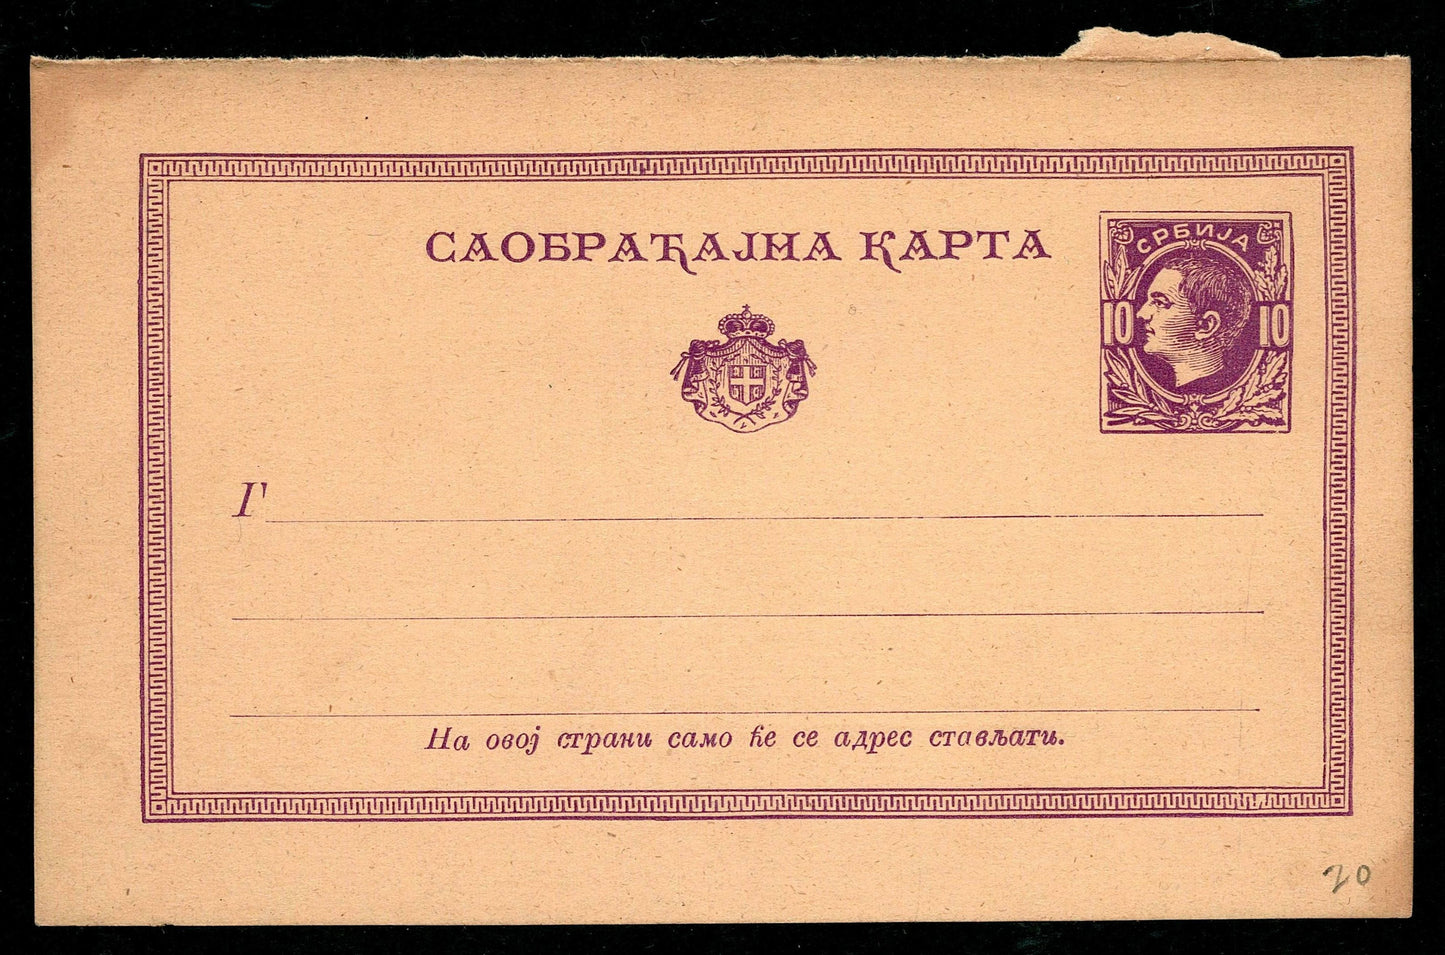 САОБРАЋАЈНА КАРТА
СРБИЈА
10 10
Г'
На овој страни само ће се адрес стављати.
20